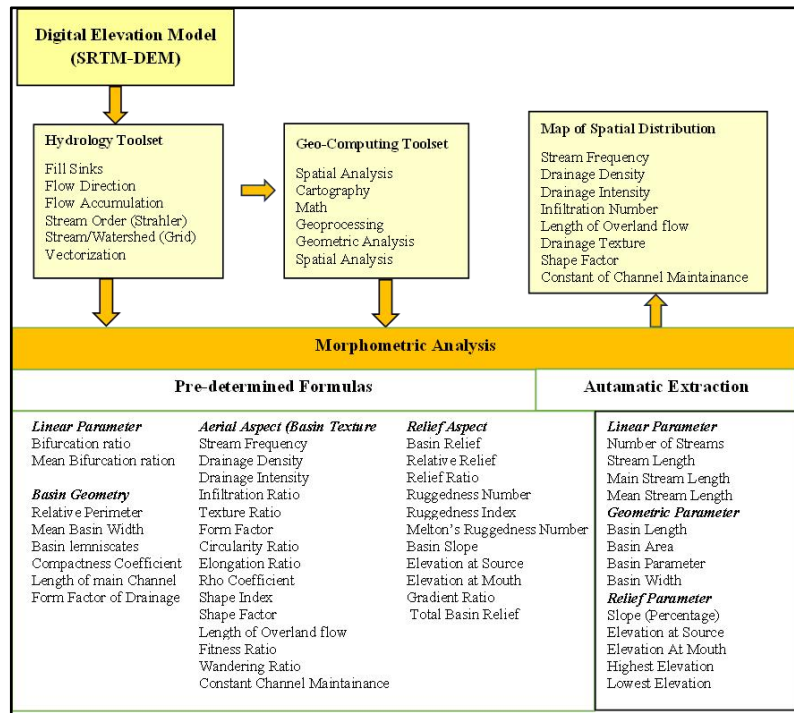 Digital Elevation Model
(SRTM-DEM)
Hydrology Toolset
Fill Sinks
Flow Direction
Flow Accumulation
Stream Order (Strahler)
Stream/Watershed (Grid)
Vectorization
Geo-Computing Toolset
Spatial Analysis
Cartography
Math
Geoprocessing
Geometric Analysis
Spatial Analysis
Map of Spatial Distribution
Stream Frequency
Drainage Density
Drainage Intensity
Infiltration Number
Length of Overland flow
Drainage Texture
Shape Factor
Constant of Channel Maintainance
Morphometric Analysis
Pre-determined Formulas
Autamatic Extraction
Linear Parameter
Bifurcation ratio
Mean Bifurcation ration
Basin Geometry
Relative Perimeter
Mean Basin Width
Basin lemniscates
Compactness Coefficient
Length of main Channel
Form Factor of Drainage
Aerial Aspect (Basin Texture
Stream Frequency
Drainage Density
Drainage Intensity
Infiltration Ratio
Texture Ratio
Form Factor
Circularity Ratio
Elongation Ratio
Rho Coefficient
Shape Index
Shape Factor
Length of Overland flow
Fitness Ratio
Wandering Ratio
Constant Channel Maintainance
Relief Aspect
Basin Relief
Relative Relief
Relief Ratio
Ruggedness Number
Ruggedness Index
Melton's Ruggedness Number
Basin Slope
Elevation at Source
Elevation at Mouth
Gradient Ratio
Total Basin Relief
Linear Parameter
Number of Streams
Stream Length
Main Stream Length
Mean Stream Length
Geometric Parameter
Basin Length
Basin Area
Basin Parameter
Basin Width
Relief Parameter
Slope (Percentage)
Elevation at Source
Elevation At Mouth
Highest Elevation
Lowest Elevation